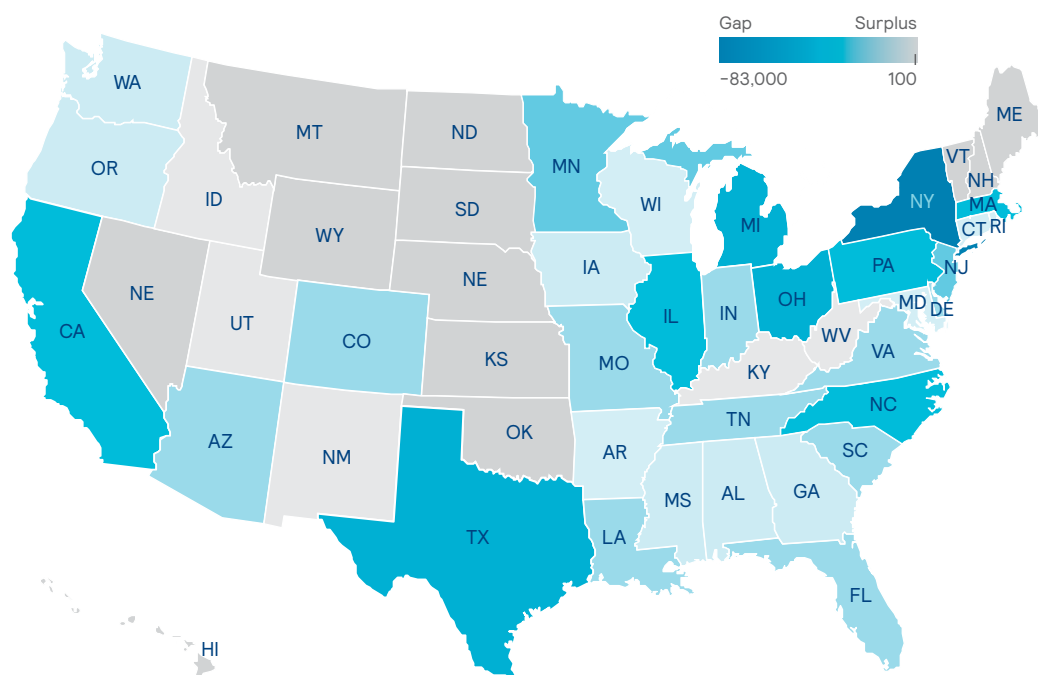 Gap Surplus
−83,000 100
WA
MT
ND
MN
ME
VT
NH
OR
ID
SD
WI
NY
MA
WY
MI
CT RI
IA
PA
NJ
NE
NE
OH
MD DE
UT
IL
IN
CA
CO
WV
VA
KS
MO
KY
NC
TN
AZ
OK
SC
NM
AR
MS
AL
GA
TX
LA
FL
HI